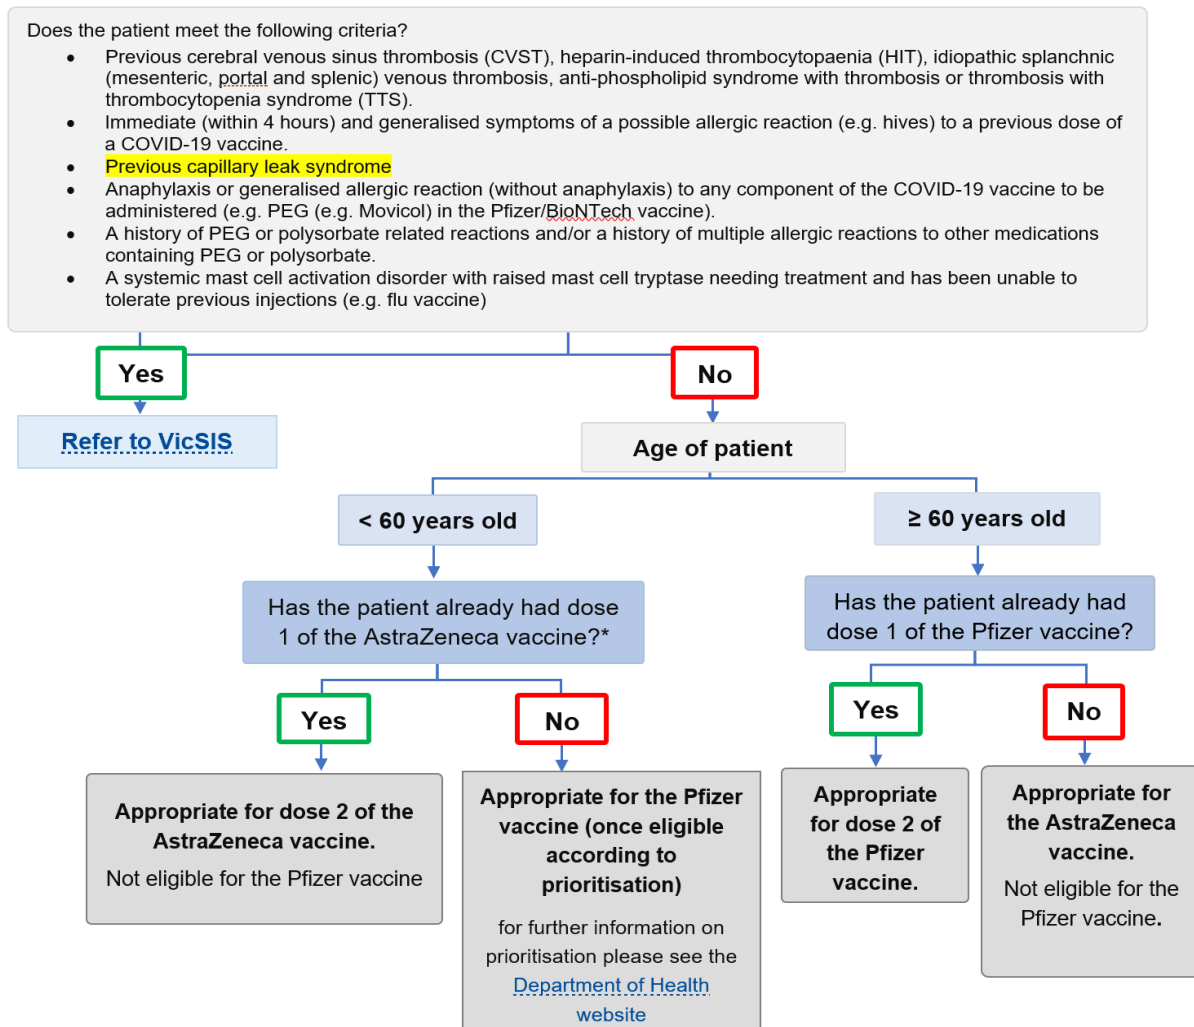 Does the patient meet the following criteria?
• Previous cerebral venous sinus thrombosis (CVST), heparin-induced thrombocytopaenia (HIT), idiopathic splanchnic
(mesenteric, portal and splenic) venous thrombosis, anti-phospholipid syndrome with thrombosis or thrombosis with
thrombocytopenia syndrome (TTS).
• Immediate (within 4 hours) and generalised symptoms of a possible allergic reaction (e.g. hives) to a previous dose of
a COVID-19 vaccine.
• Previous capillary leak syndrome
• Anaphylaxis or generalised allergic reaction (without anaphylaxis) to any component of the COVID-19 vaccine to be
administered (e.g. PEG (e.g. Movicol) in the Pfizer/BioNTech vaccine).
• A history of PEG or polysorbate related reactions and/or a history of multiple allergic reactions to other medications
containing PEG or polysorbate.
• A systemic mast cell activation disorder with raised mast cell tryptase needing treatment and has been unable to
tolerate previous injections (e.g. flu vaccine)
Yes
No
Refer to VicSIS
Age of patient
< 60 years old
≥ 60 years old
Has the patient already had dose
1 of the AstraZeneca vaccine?*
Has the patient already had
dose 1 of the Pfizer vaccine?
Yes
No
Yes
No
Appropriate for dose 2 of the
AstraZeneca vaccine.
Not eligible for the Pfizer vaccine
Appropriate for the Pfizer
vaccine (once eligible
according to
prioritisation)
for further information on
prioritisation please see the
Department of Health
website
Appropriate
for dose 2 of
the Pfizer
vaccine.
Appropriate for
the AstraZeneca
vaccine.
Not eligible for the
Pfizer vaccine.